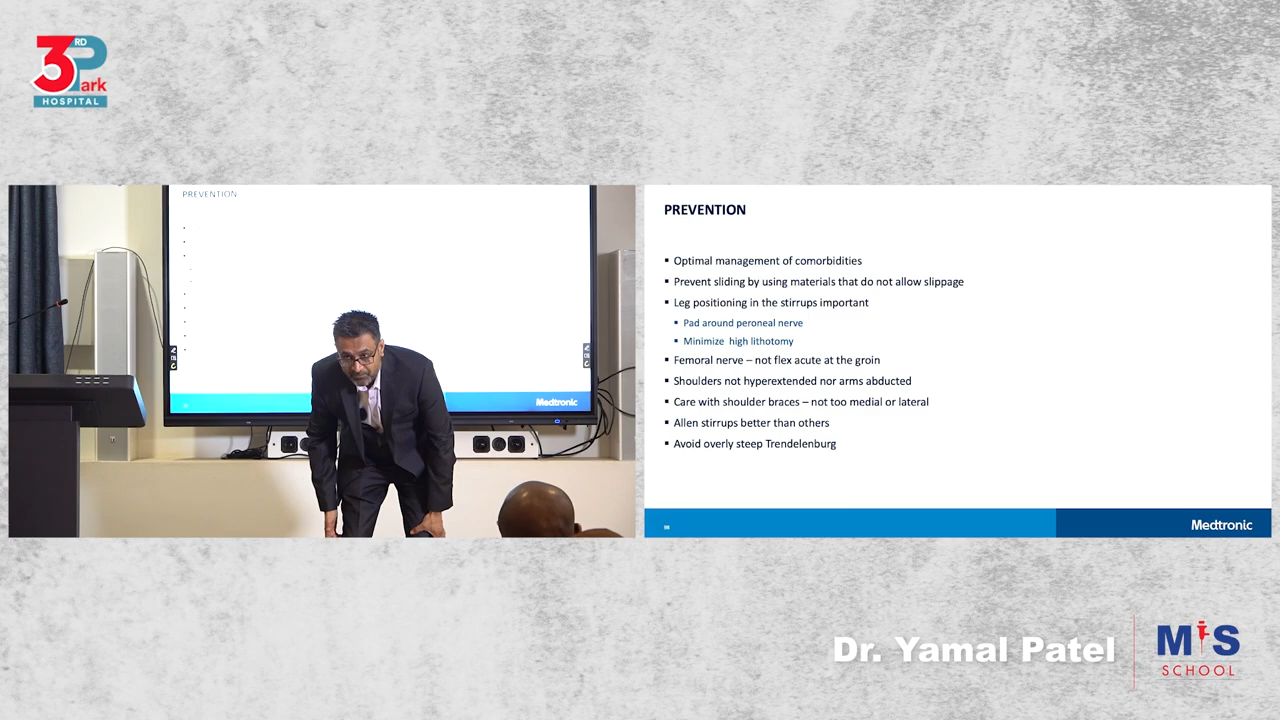 3RD Park
HOSPITAL
PREVENTION
Medtronic
PREVENTION
▪ Optimal management of comorbidities
▪ Prevent sliding by using materials that do not allow slippage
▪ Leg positioning in the stirrups important
▪ Pad around peroneal nerve
▪ Minimize high lithotomy
▪ Femoral nerve – not flex acute at the groin
▪ Shoulders not hyperextended nor arms abducted
▪ Care with shoulder braces – not too medial or lateral
▪ Allen stirrups better than others
▪ Avoid overly steep Trendelenburg
Medtronic
Dr. Yamal Patel
MIS
SCHOOL